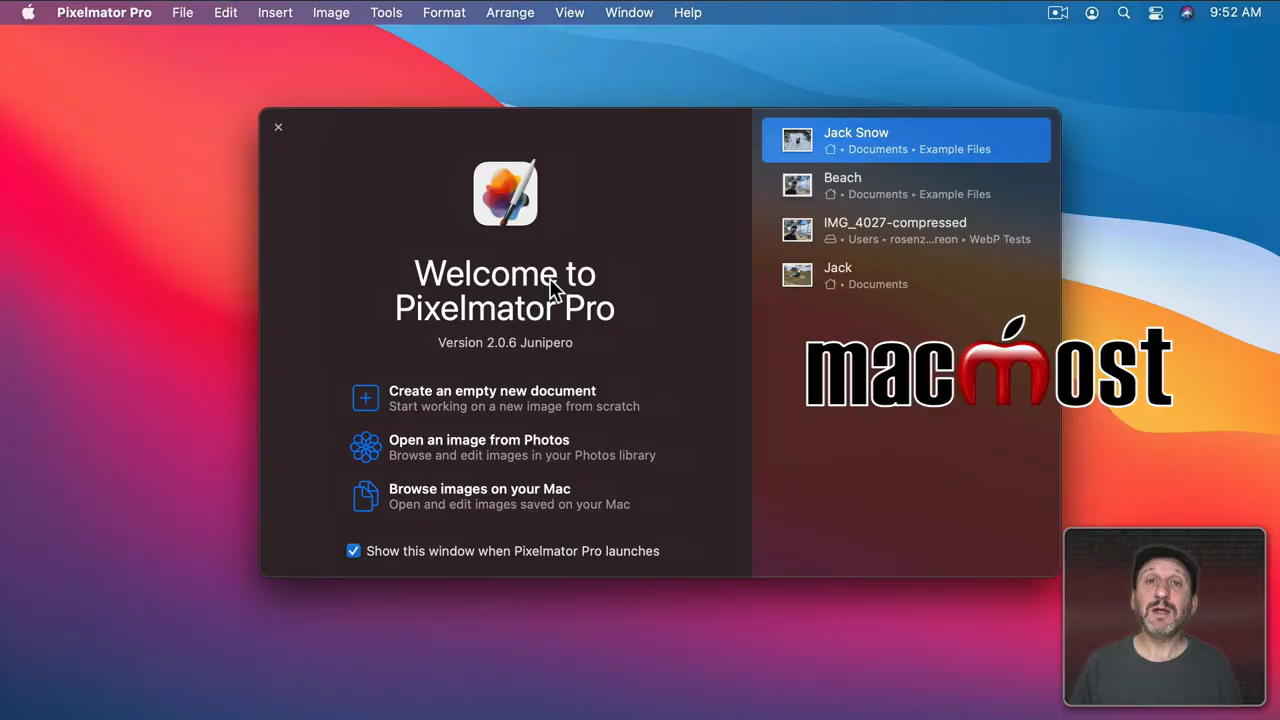 Pixelmator Pro File Edit Insert Image Tools Format Arrange View Window Help 9:52 AM
Welcome to
Pixelmator Pro
Version 2.0.6 Junipero
Create an empty new document
Start working on a new image from scratch
Open an image from Photos
Browse and edit images in your Photos library
Browse images on your Mac
Open and edit images saved on your Mac
Show this window when Pixelmator Pro launches
Jack Snow
Documents ▸ Example Files
Beach
Documents ▸ Example Files
IMG_4027-compressed
Users ▸ rosenz...reon ▸ WebP Tests
Jack
Documents
macmost